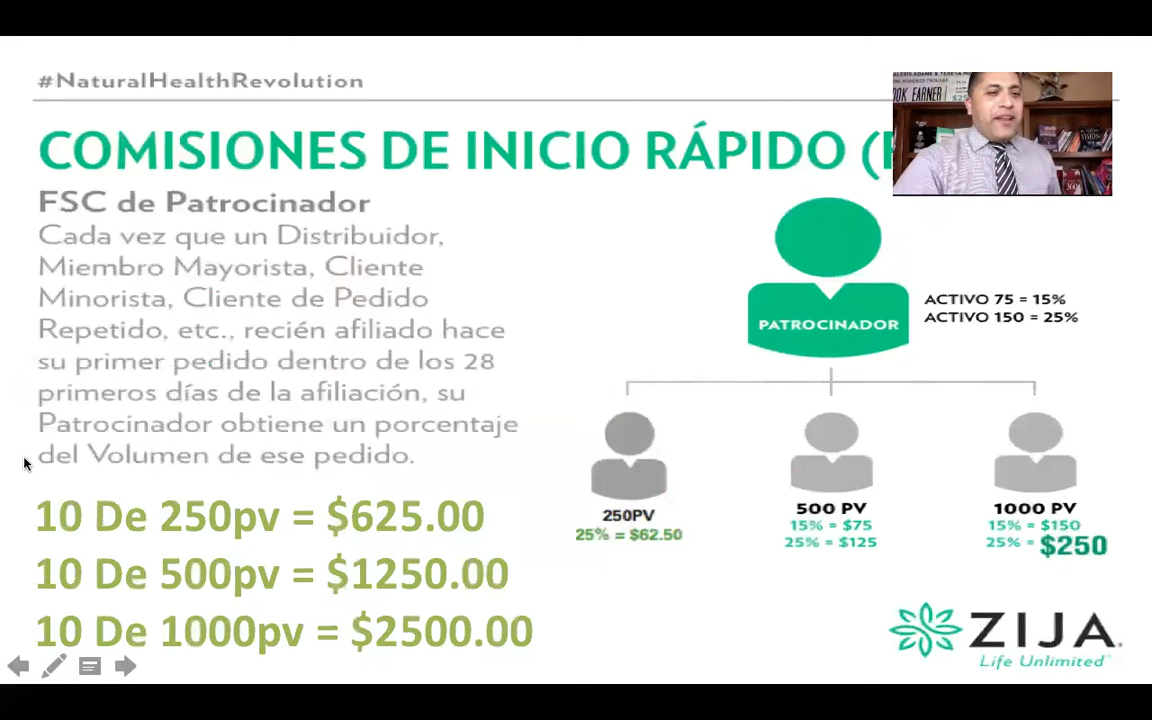 #NaturalHealthRevolution
COMISIONES DE INICIO RÁPIDO (
FSC de Patrocinador
Cada vez que un Distribuidor,
Miembro Mayorista, Cliente
Minorista, Cliente de Pedido
Repetido, etc., recién afiliado hace
su primer pedido dentro de los 28
primeros días de la afiliación, su
Patrocinador obtiene un porcentaje
del Volumen de ese pedido.
10 De 250pv = $625.00
10 De 500pv = $1250.00
10 De 1000pv = $2500.00
PATROCINADOR
ACTIVO 75 = 15%
ACTIVO 150 = 25%
250PV
25% = $62.50
500 PV
15% = $75
25% = $125
1000 PV
15% = $150
25% = $250
ZIJA
Life Unlimited™